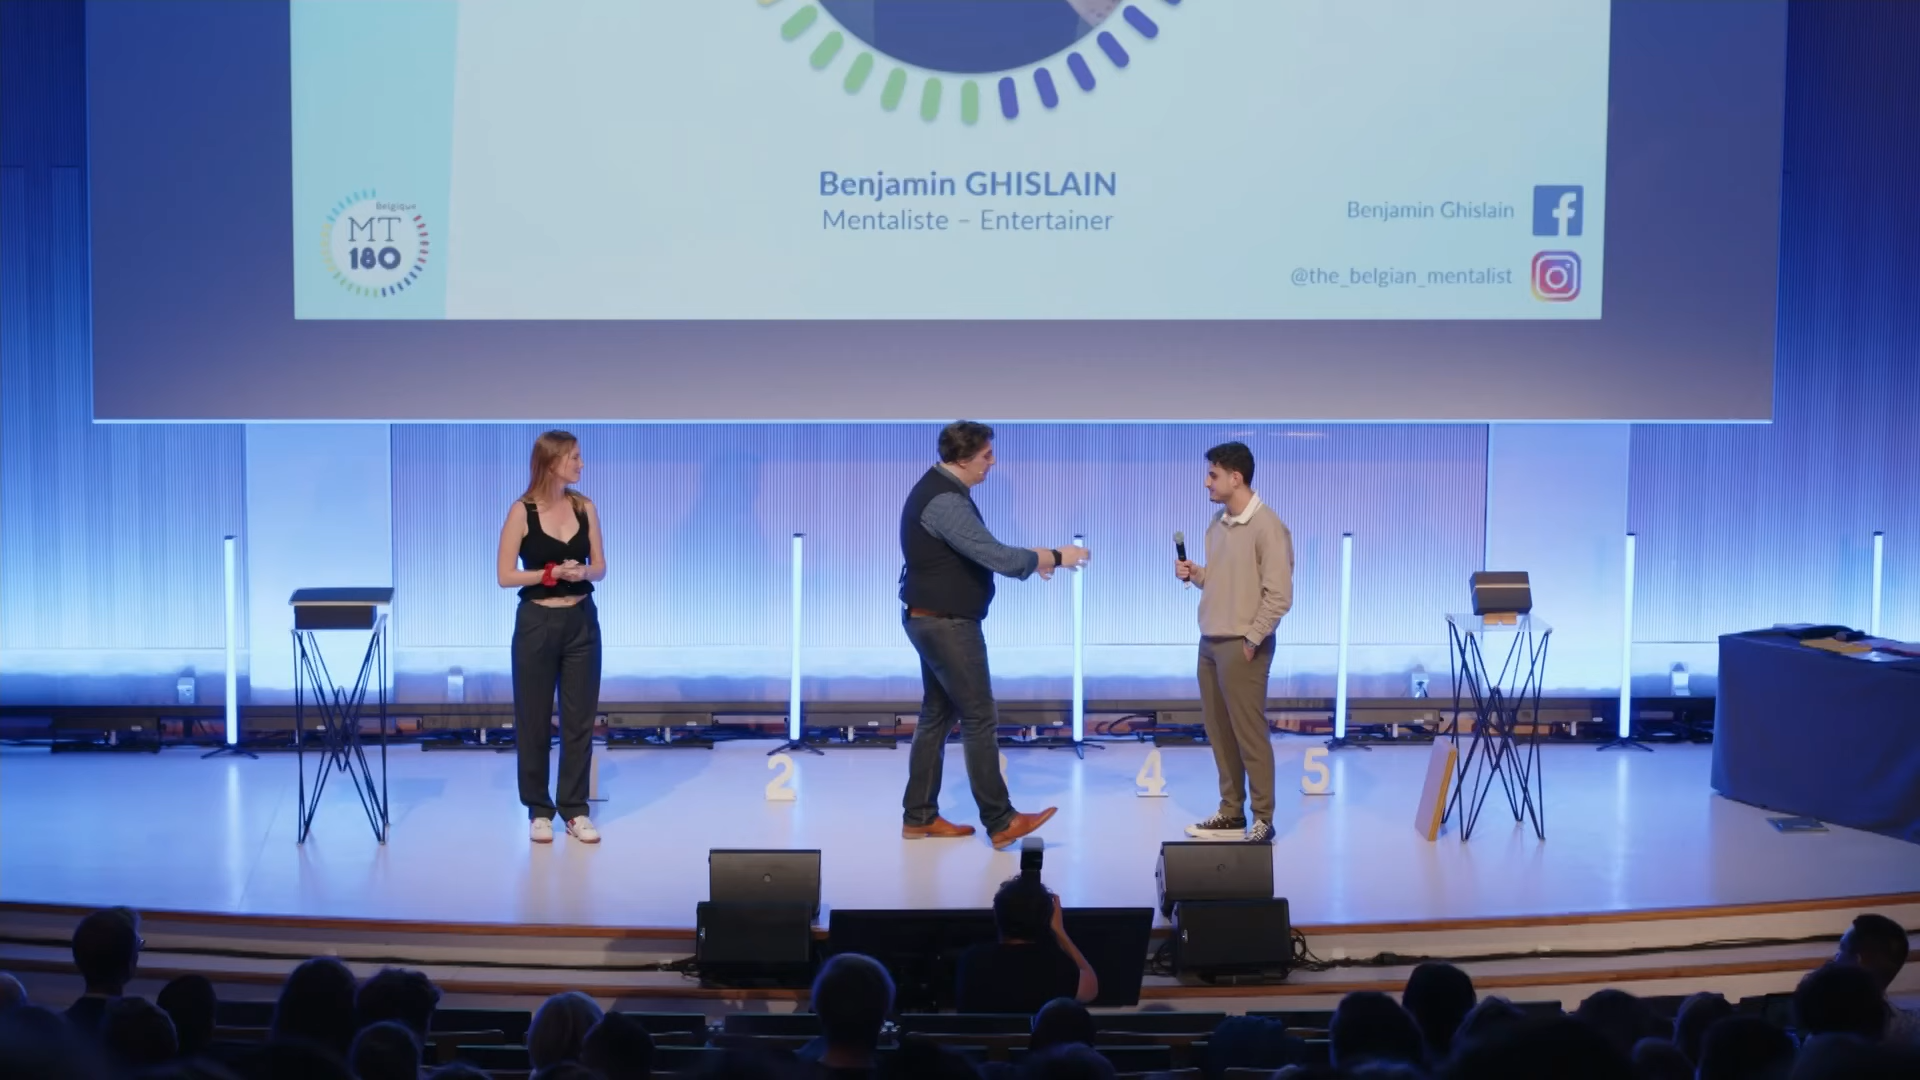 Benjamin GHISLAIN
Mentaliste – Entertainer
Benjamin Ghislain
@the_belgian_mentalist
Belgique
MT
180
2
4
5